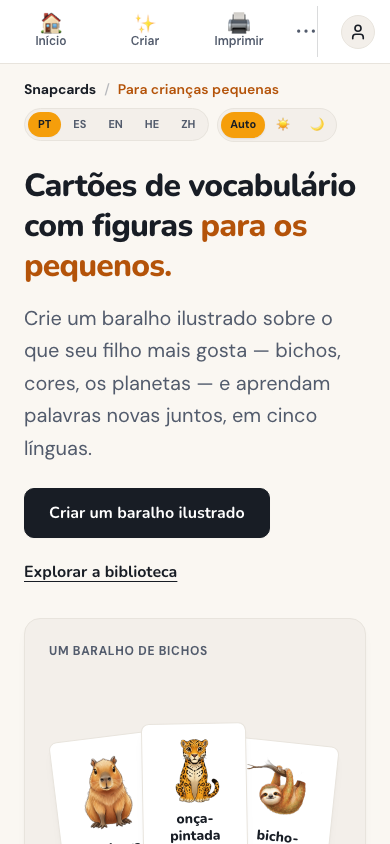 Início
Criar
Imprimir
Snapcards / Para crianças pequenas
PT ES EN HE ZH
Auto
Cartões de vocabulário
com figuras para os
pequenos.
Crie um baralho ilustrado sobre o
que seu filho mais gosta — bichos,
cores, os planetas — e aprendam
palavras novas juntos, em cinco
línguas.
Criar um baralho ilustrado
Explorar a biblioteca
UM BARALHO DE BICHOS
onça-
pintada
bicho-